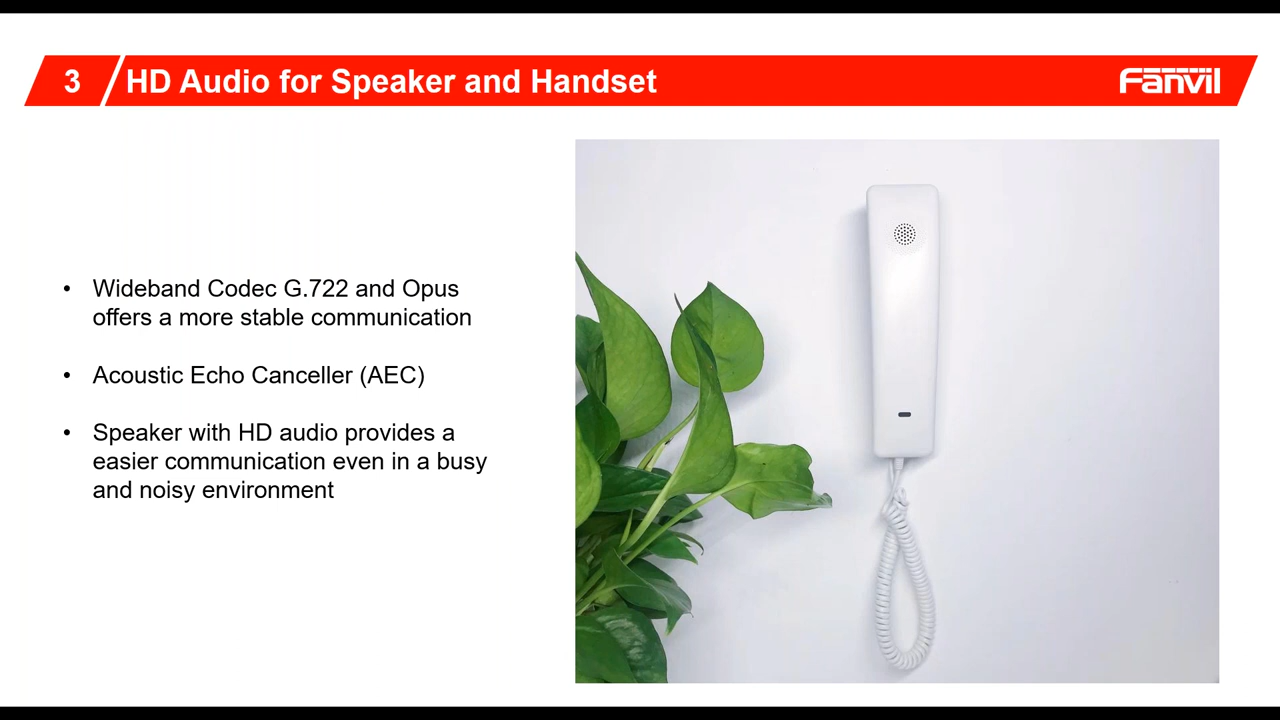 3 HD Audio for Speaker and Handset
Fanvil
• Wideband Codec G.722 and Opus
offers a more stable communication
• Acoustic Echo Canceller (AEC)
• Speaker with HD audio provides a
easier communication even in a busy
and noisy environment